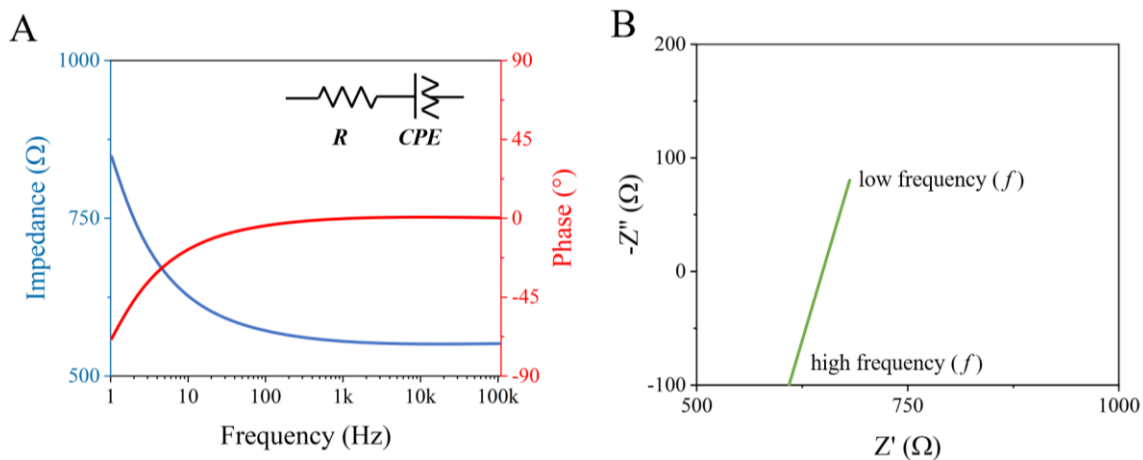 A
Impedance (Ω)
1000
750
500
R
CPE
90
45
0
-45
-90
Phase (°)
1
10
100
1k
10k
100k
Frequency (Hz)
B
-Z" (Ω)
200
100
0
-100
low frequency (f)
high frequency (f)
500
750
1000
Z' (Ω)